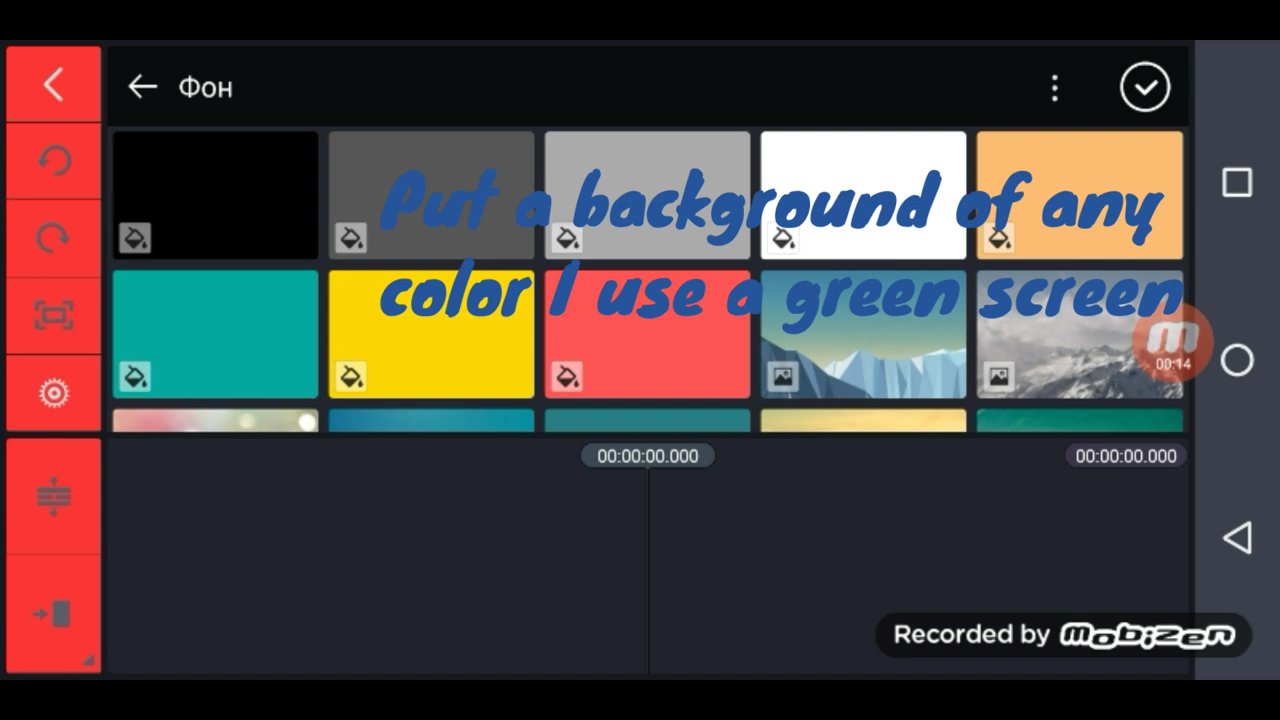 Фон
Put a background of any
color I use a green screen
00:14
00:00:00.000
00:00:00.000
Recorded by mobizen